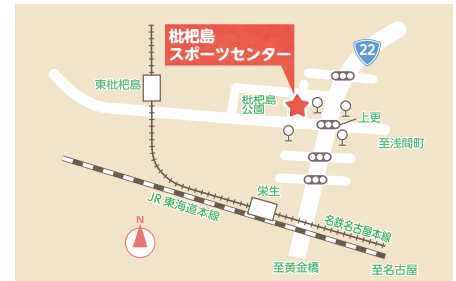 枇杷島
スポーツセンター
22
東枇杷島
枇杷島
公園
上更
至浅間町
栄生
JR 東海道本線
名鉄名古屋本線
N
至黄金橋
至名古屋